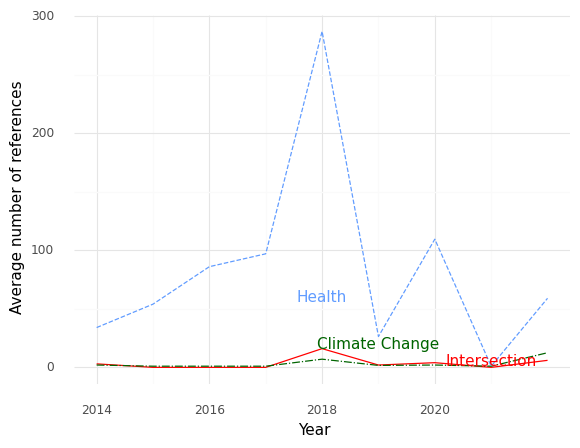 300
200
100
0
Average number of references
Health
Climate Change
Intersection
2014 2016 2018 2020
Year